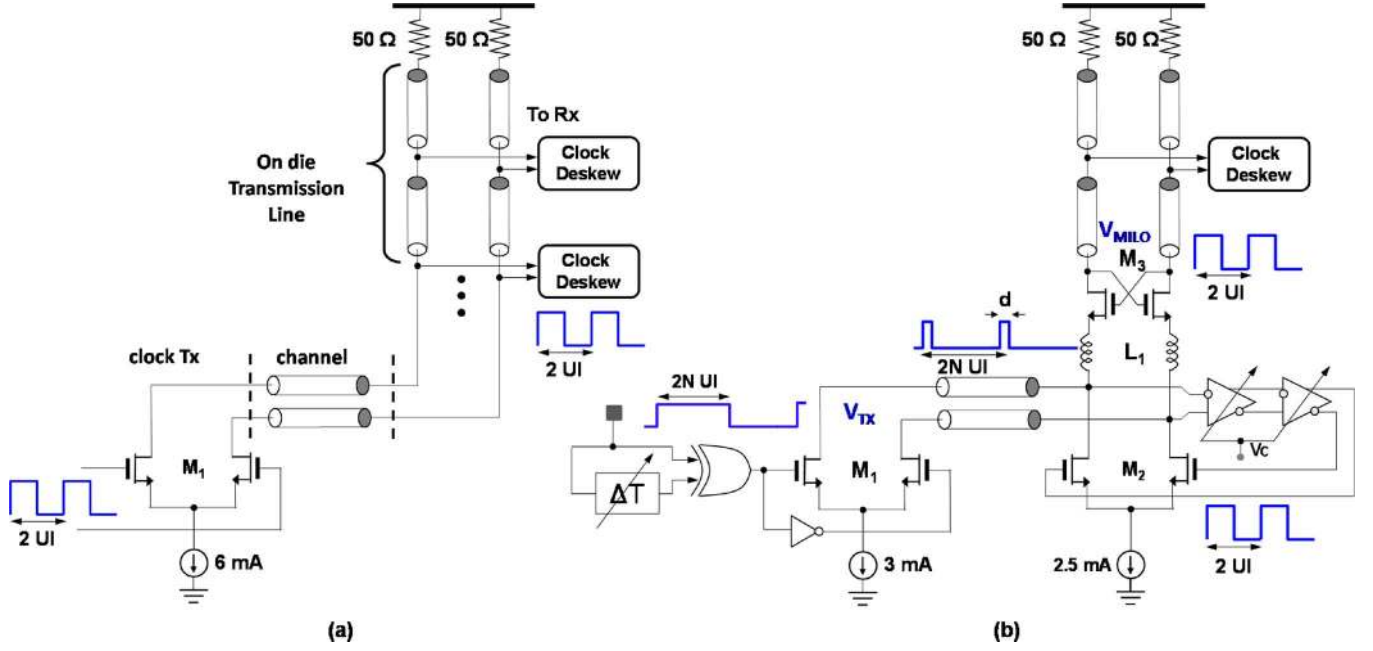 50 Ω 50 Ω
To Rx
On die
Transmission
Line
Clock
Deskew
Clock
Deskew
2 UI
clock Tx
channel
M1
2 UI
6 mA
(a)
50 Ω 50 Ω
Clock
Deskew
VMILO
M3
2 UI
d
L1
2N UI
2N UI
VTX
ΔT
M1
3 mA
Vc
M2
2.5 mA
2 UI
(b)